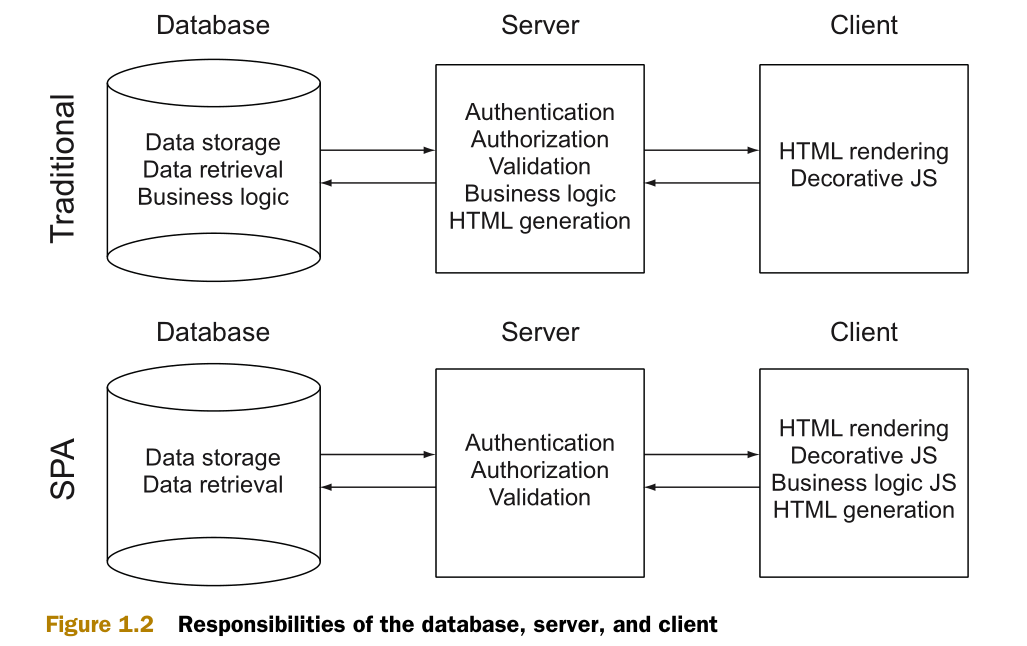 Database
Server
Client
Traditional
Data storage
Data retrieval
Business logic
Authentication
Authorization
Validation
Business logic
HTML generation
HTML rendering
Decorative JS
Database
Server
Client
SPA
Data storage
Data retrieval
Authentication
Authorization
Validation
HTML rendering
Decorative JS
Business logic JS
HTML generation
Figure 1.2 Responsibilities of the database, server, and client